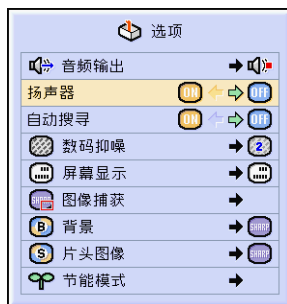 选项
音频输出
扬声器 ON OFF
自动搜寻 ON OFF
数码抑噪 2
屏幕显示
图像捕获
B 背景 SHARP
S 片头图像 SHARP
节能模式